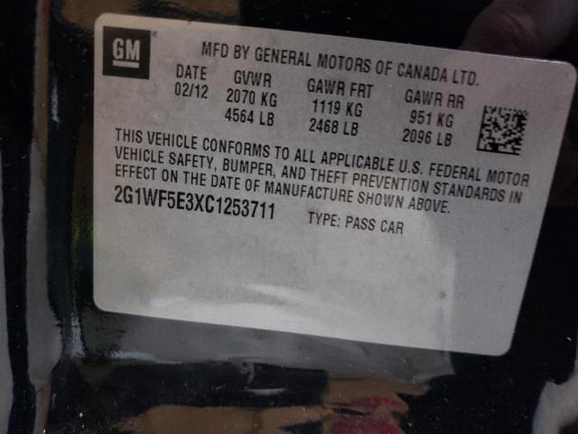 GM
MFD BY GENERAL MOTORS OF CANADA LTD.
DATE GVWR GAWR FRT GAWR RR
02/12 2070 KG 1119 KG 951 KG
4564 LB 2468 LB 2096 LB
THIS VEHICLE CONFORMS TO ALL APPLICABLE U.S. FEDERAL MOTOR
VEHICLE SAFETY, BUMPER, AND THEFT PREVENTION STANDARDS IN
EFFECT ON THE DATE OF MANUFACTURE SHOWN ABOVE.
2G1WF5E3XC1253711 TYPE: PASS CAR